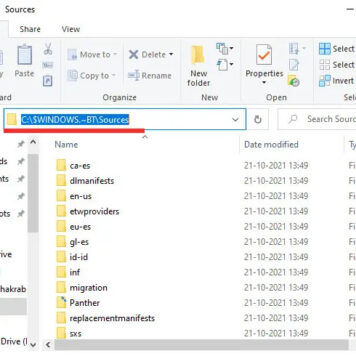 Sources
Share View
Paste
Move to Delete
Copy to Rename
New folder
Properties
Select
Select
Invert
ard Organize New Open Sel
C:\$WINDOWS.~BT\Sources
Search Sour
Name Date modified Ty
ds ca-es 21-10-2021 13:49 Fi
nts dlmanifests 21-10-2021 13:49 Fi
en-us 21-10-2021 13:49 Fi
etwproviders 21-10-2021 13:49 Fi
ots eu-es 21-10-2021 13:49 Fi
gl-es 21-10-2021 13:49 Fi
ive id-id 21-10-2021 13:49 Fi
hakrab inf 21-10-2021 13:49 Fi
migration 21-10-2021 13:49 Fi
Panther 21-10-2021 13:49 Fi
replacementmanifests 21-10-2021 13:49 Fi
Drive ( sxs 21-10-2021 13:49 Fi